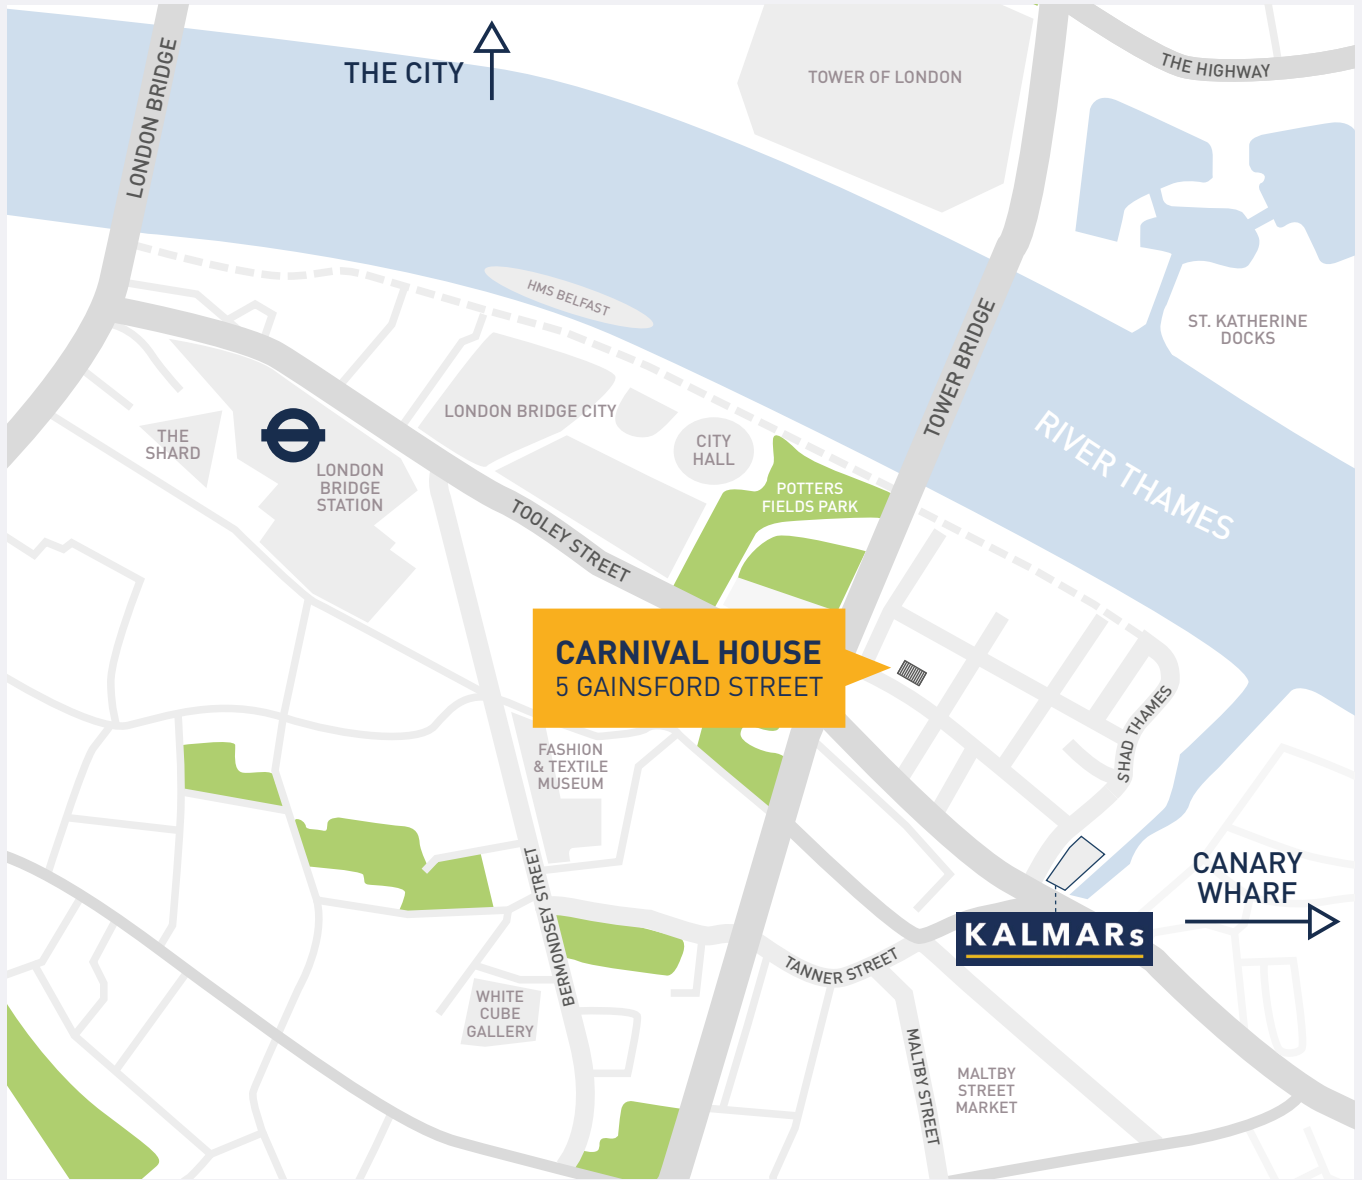 LONDON BRIDGE
THE CITY
TOWER OF LONDON
THE HIGHWAY
HMS BELFAST
ST. KATHERINE
DOCKS
TOWER BRIDGE
RIVER THAMES
LONDON BRIDGE CITY
THE
SHARD
CITY
HALL
LONDON
BRIDGE
STATION
POTTERS
FIELDS PARK
TOOLEY STREET
CARNIVAL HOUSE
5 GAINSFORD STREET
SHAD THAMES
FASHION
& TEXTILE
MUSEUM
BERMONDSEY STREET
CANARY
WHARF
KALMARs
TANNER STREET
WHITE
CUBE
GALLERY
MALTBY STREET
MALTBY
STREET
MARKET